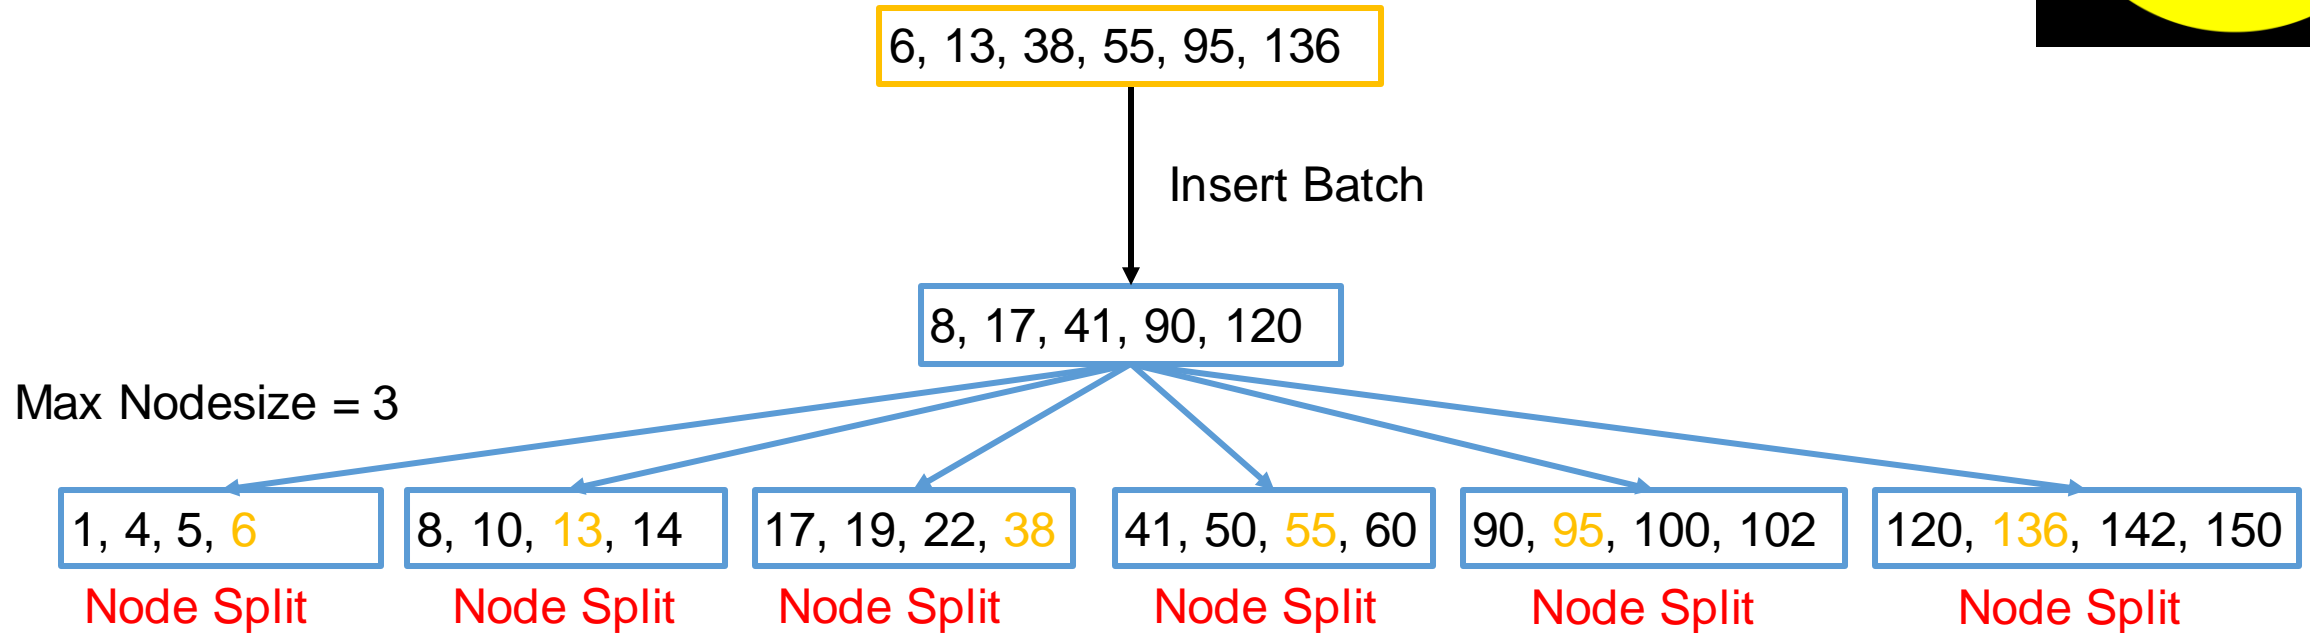 6, 13, 38, 55, 95, 136
Insert Batch
8, 17, 41, 90, 120
Max Nodesize = 3
1, 4, 5, 6
8, 10, 13, 14
17, 19, 22, 38
41, 50, 55, 60
90, 95, 100, 102
120, 136, 142, 150
Node Split
Node Split
Node Split
Node Split
Node Split
Node Split